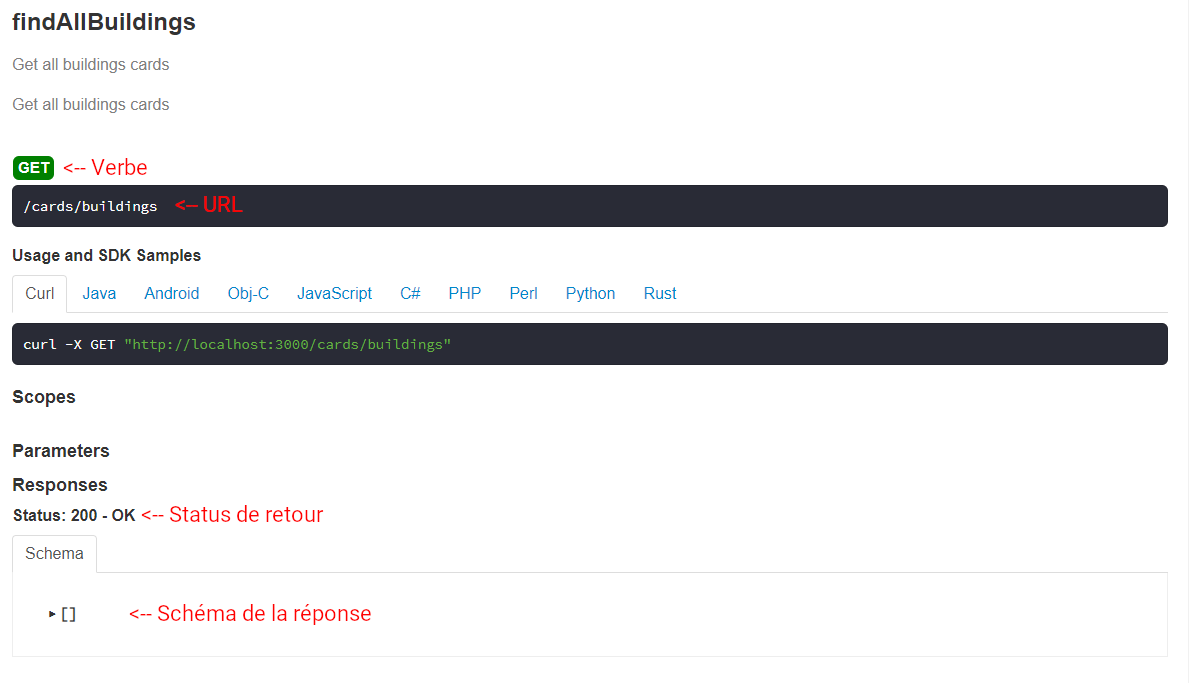 findAllBuildings
Get all buildings cards
Get all buildings cards
GET <-- Verbe
/cards/buildings <-- URL
Usage and SDK Samples
Curl Java Android Obj-C JavaScript C# PHP Perl Python Rust
curl -X GET "http://localhost:3000/cards/buildings"
Scopes
Parameters
Responses
Status: 200 - OK <-- Status de retour
Schema
▸ [] <-- Schéma de la réponse